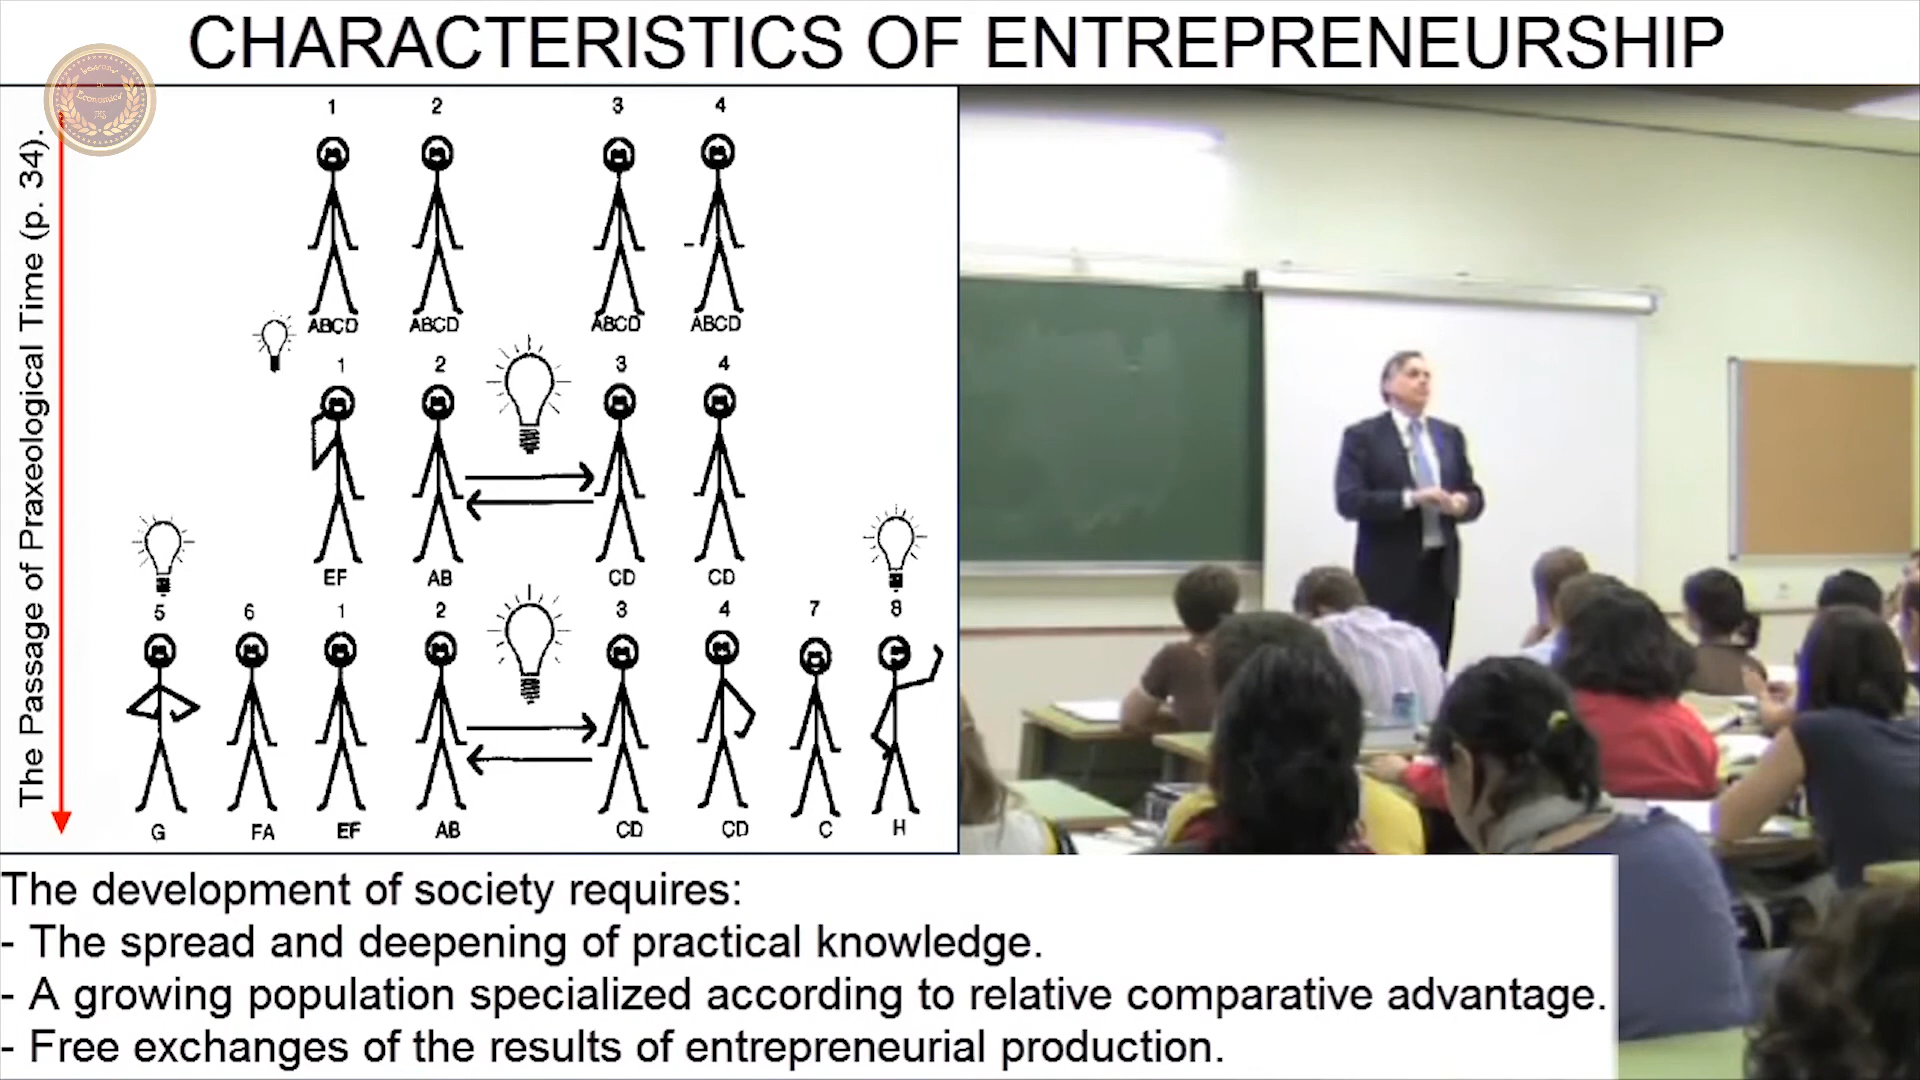 CHARACTERISTICS OF ENTREPRENEURSHIP
Lessons
in
Economics
The Passage of Praxeological Time (p. 34).
1 2 3 4
ABCD ABCD ABCD ABCD
1 2 3 4
EF AB CD CD
5 6 1 2 3 4 7 8
G FA EF AB CD CD C H
The development of society requires:
- The spread and deepening of practical knowledge.
- A growing population specialized according to relative comparative advantage.
- Free exchanges of the results of entrepreneurial production.